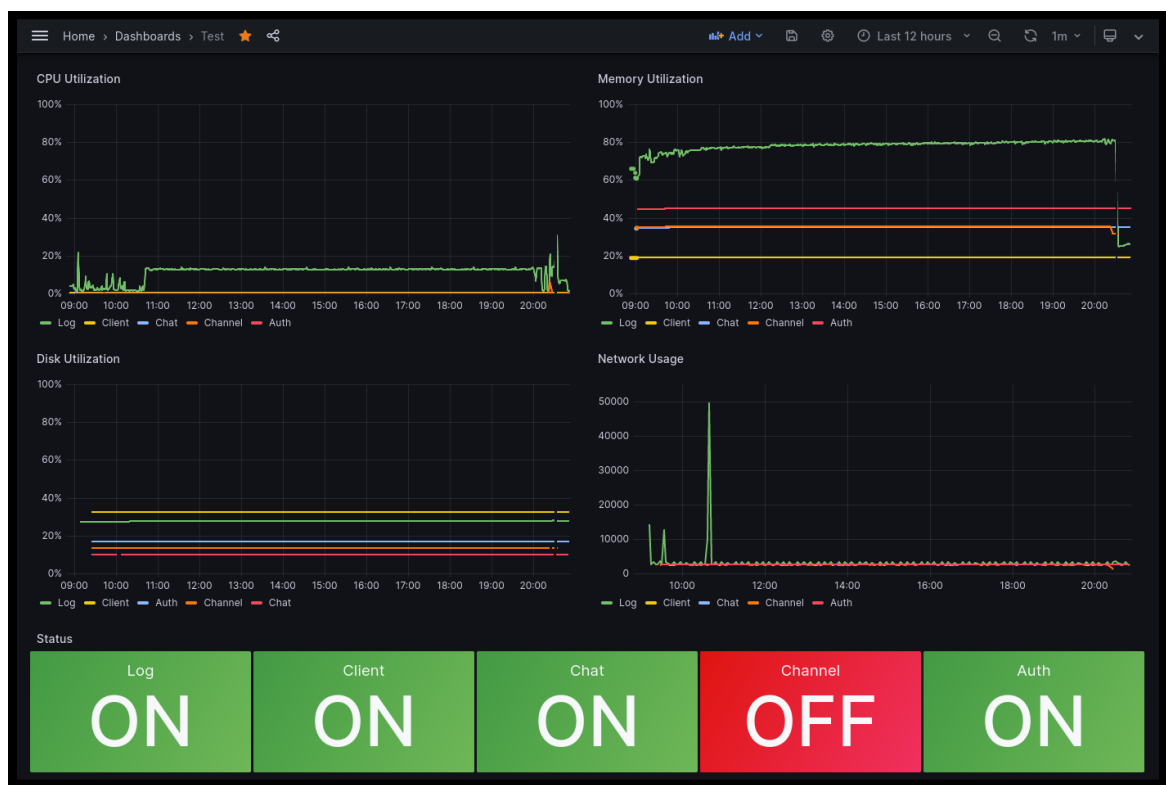 Home › Dashboards › Test Add Last 12 hours 1m
CPU Utilization
100%
80%
60%
40%
20%
0%
09:00 10:00 11:00 12:00 13:00 14:00 15:00 16:00 17:00 18:00 19:00 20:00
Log Client Chat Channel Auth
Memory Utilization
100%
80%
60%
40%
20%
0%
09:00 10:00 11:00 12:00 13:00 14:00 15:00 16:00 17:00 18:00 19:00 20:00
Log Client Chat Channel Auth
Disk Utilization
100%
80%
60%
40%
20%
0%
09:00 10:00 11:00 12:00 13:00 14:00 15:00 16:00 17:00 18:00 19:00 20:00
Log Client Auth Channel Chat
Network Usage
50000
40000
30000
20000
10000
0
10:00 12:00 14:00 16:00 18:00 20:00
Log Client Chat Channel Auth
Status
Log
ON
Client
ON
Chat
ON
Channel
OFF
Auth
ON